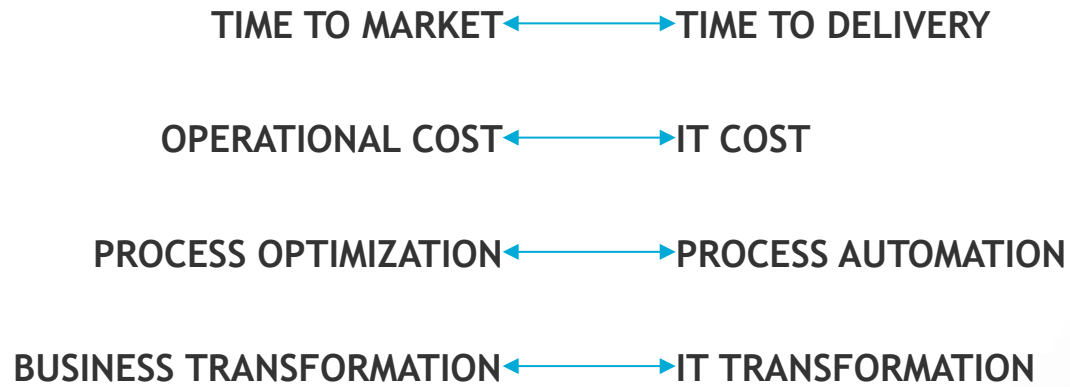 TIME TO MARKET TIME TO DELIVERY
OPERATIONAL COST IT COST
PROCESS OPTIMIZATION PROCESS AUTOMATION
BUSINESS TRANSFORMATION IT TRANSFORMATION